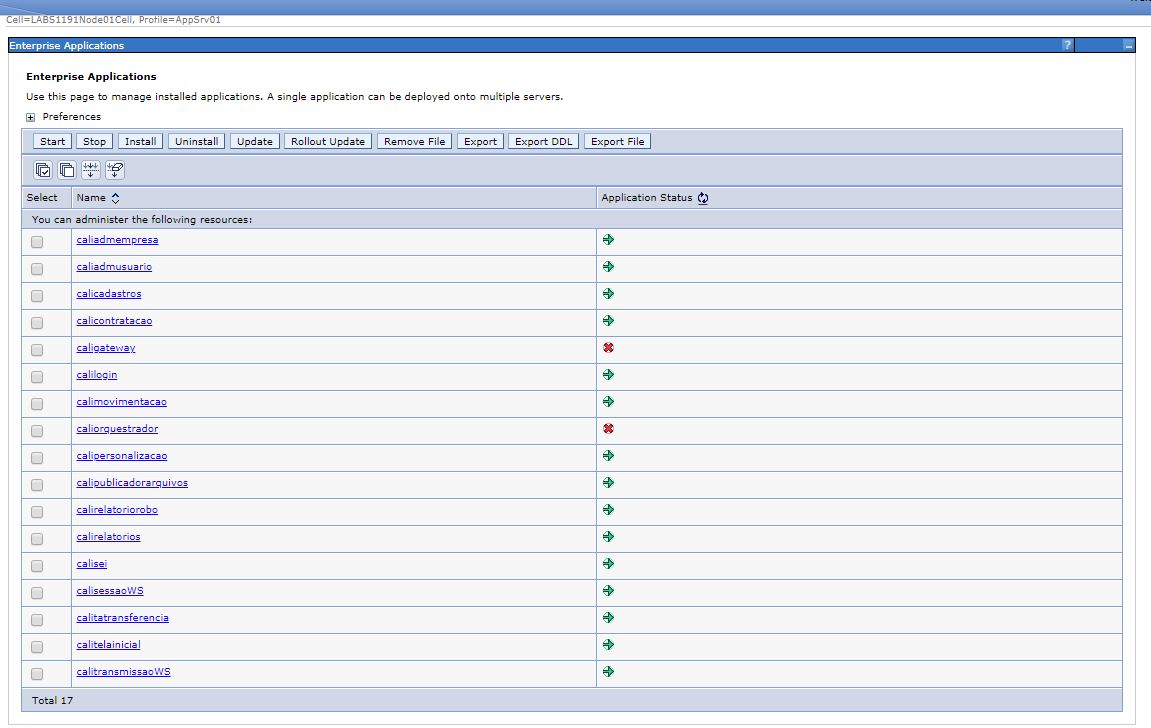 Cell=LABS1191Node01Cell, Profile=AppSrv01
Enterprise Applications ?
Enterprise Applications
Use this page to manage installed applications. A single application can be deployed onto multiple servers.
Preferences
Start Stop Install Uninstall Update Rollout Update Remove File Export Export DDL Export File
Select Name Application Status
You can administer the following resources:
caliadmempresa
caliadmusuario
calicadastros
calicontratacao
caligateway
calilogin
calimovimentacao
caliorquestrador
calipersonalizacao
calipublicadorarquivos
calirelatoriorobo
calirelatorios
calisei
calisessaoWS
calitatransferencia
calitelainicial
calitransmissaoWS
Total 17